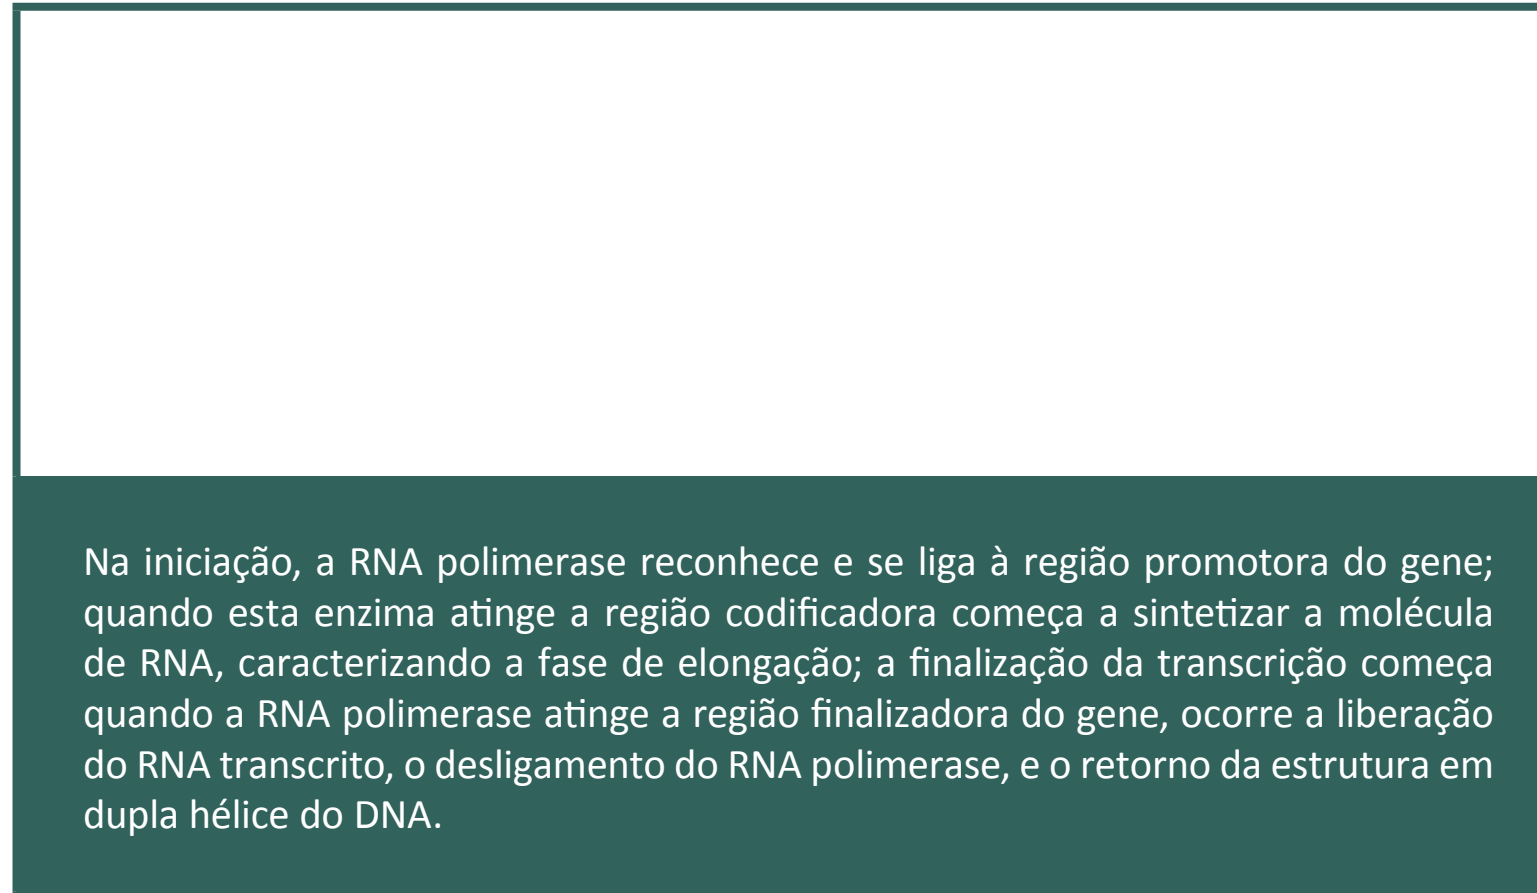 Na iniciação, a RNA polimerase reconhece e se liga à região promotora do gene;
quando esta enzima atinge a região codificadora começa a sintetizar a molécula
de RNA, caracterizando a fase de elongação; a finalização da transcrição começa
quando a RNA polimerase atinge a região finalizadora do gene, ocorre a liberação
do RNA transcrito, o desligamento do RNA polimerase, e o retorno da estrutura em
dupla hélice do DNA.